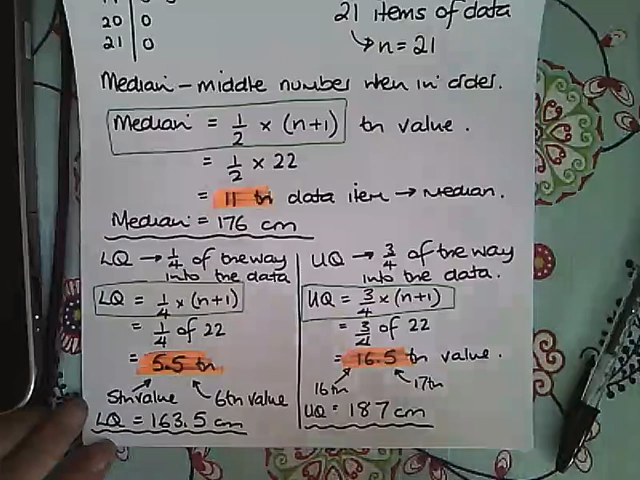 20 | 0
21 | 0
21 items of data
n = 21
Median – middle number when in order.
Median = 1/2 × (n+1) th value.
= 1/2 × 22
= 11 th data item → Median.
Median = 176 cm
LQ → 1/4 of the way
into the data
LQ = 1/4 × (n+1)
= 1/4 of 22
= 5.5 th
5th value 6th value
LQ = 163.5 cm
UQ → 3/4 of the way
into the data.
UQ = 3/4 × (n+1)
= 3/4 of 22
= 16.5 th value.
16th 17th
UQ = 187 cm